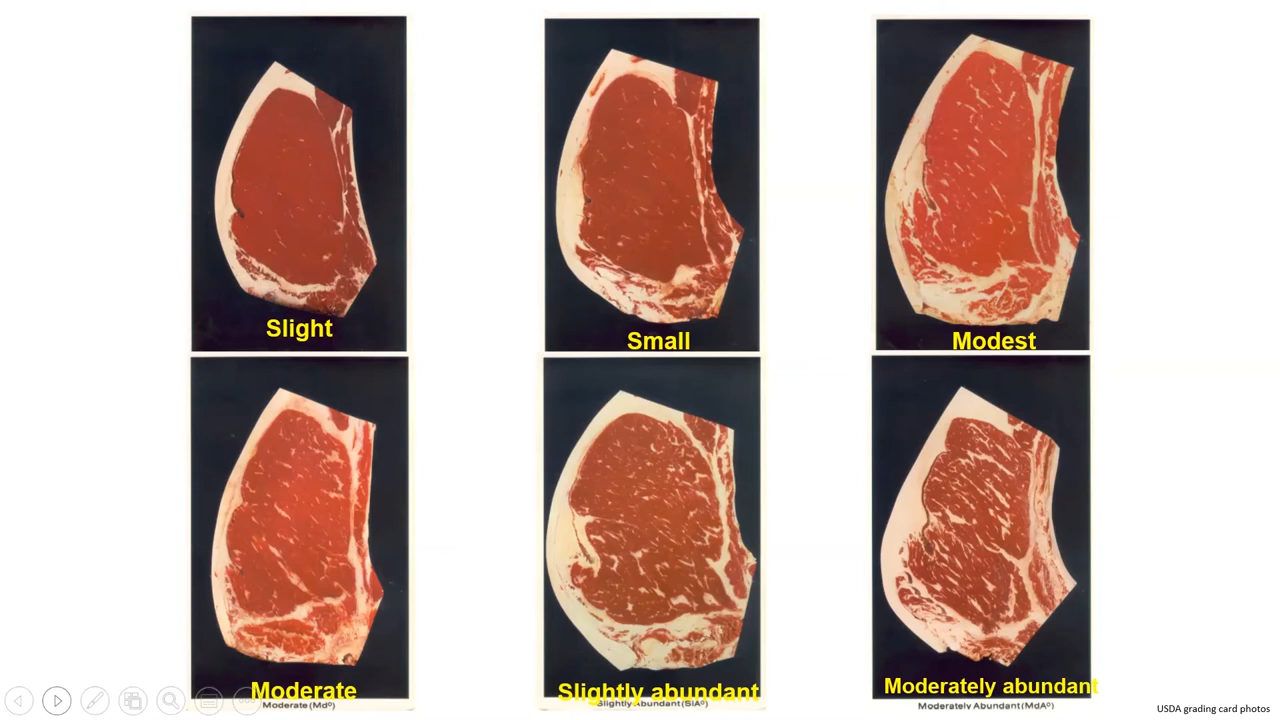 Slight
Small
Modest
Moderate
Moderate (Md⁰)
Slightly abundant
Slightly Abundant (SlA⁰)
Moderately abundant
Moderately Abundant (MdA⁰)
USDA grading card photos